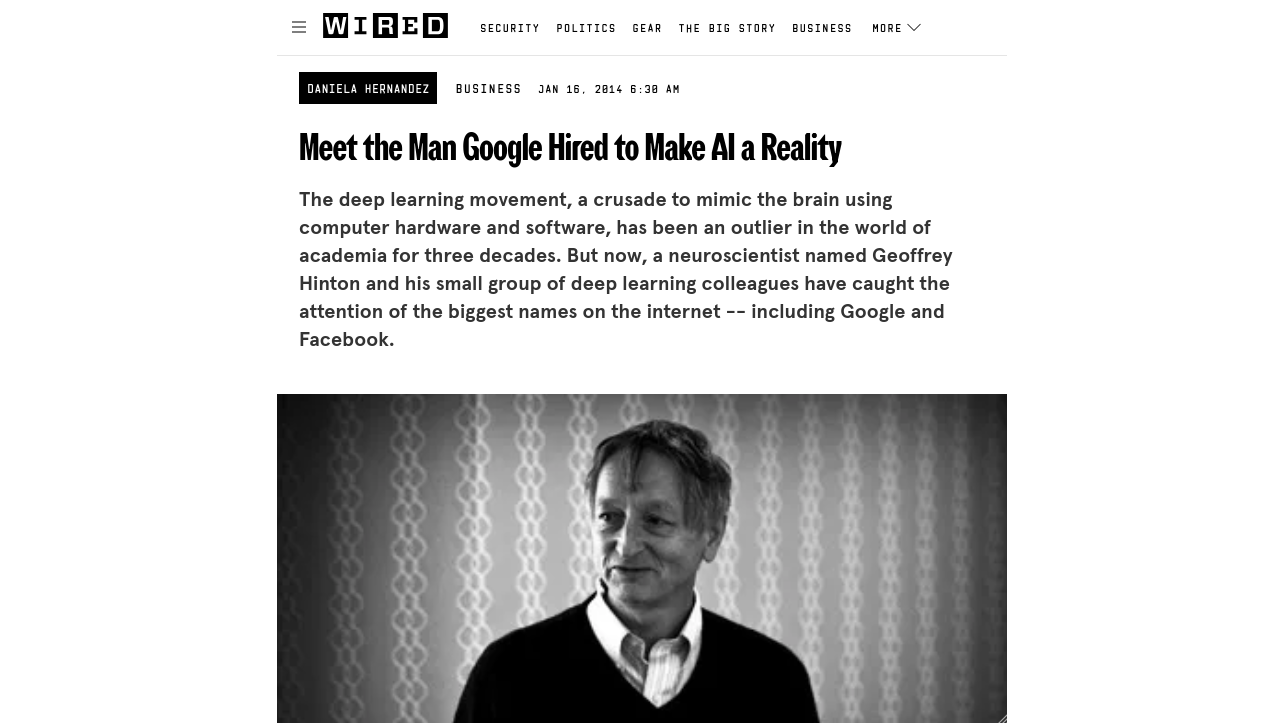 WIRED
SECURITY POLITICS GEAR THE BIG STORY BUSINESS MORE
DANIELA HERNANDEZ BUSINESS JAN 16, 2014 6:30 AM
Meet the Man Google Hired to Make AI a Reality
The deep learning movement, a crusade to mimic the brain using
computer hardware and software, has been an outlier in the world of
academia for three decades. But now, a neuroscientist named Geoffrey
Hinton and his small group of deep learning colleagues have caught the
attention of the biggest names on the internet -- including Google and
Facebook.